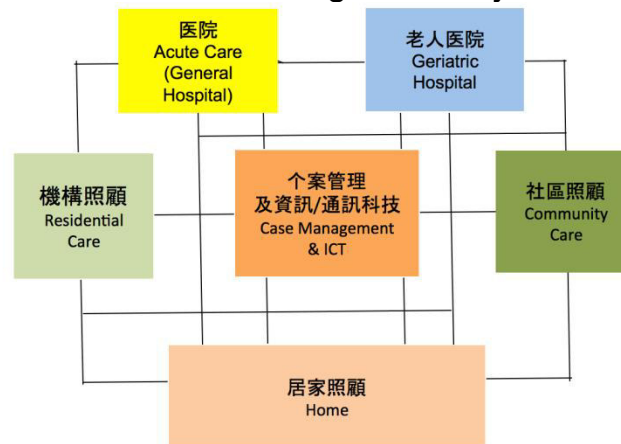 医院
Acute Care
(General
Hospital)
老人医院
Geriatric
Hospital
機構照顧
Residential
Care
个案管理
及資訊/通訊科技
Case Management
& ICT
社區照顧
Community
Care
居家照顧
Home